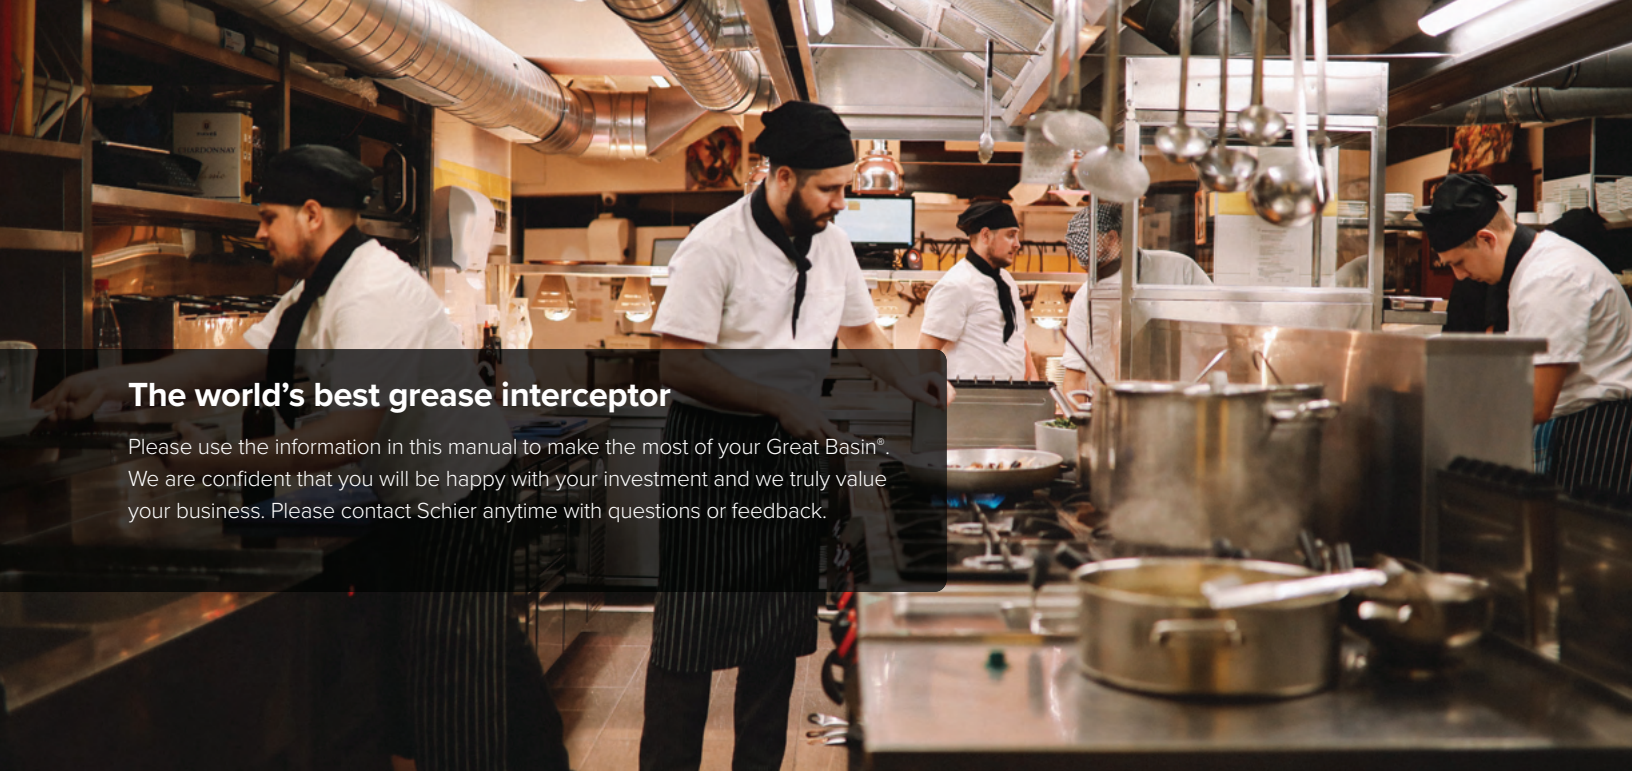 CHARDONNAY
The world’s best grease interceptor
Please use the information in this manual to make the most of your Great Basin®.
We are confident that you will be happy with your investment and we truly value
your business. Please contact Schier anytime with questions or feedback.